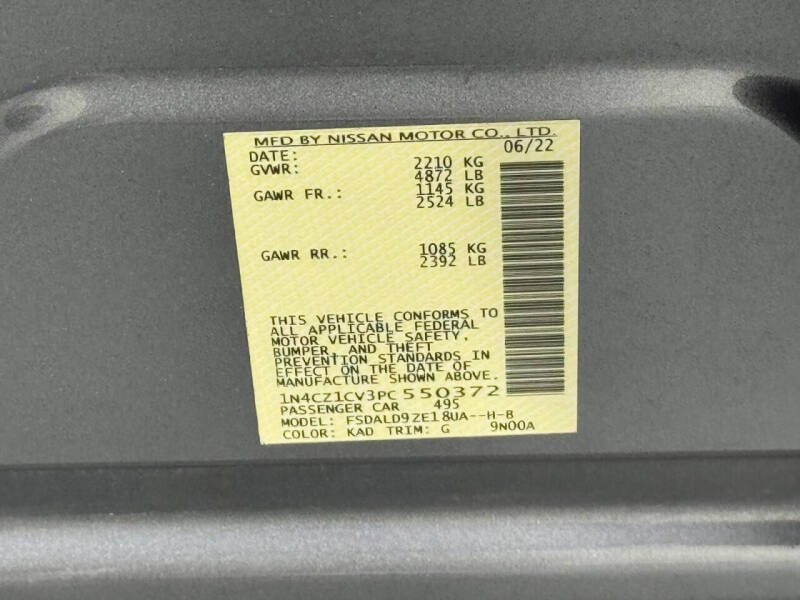 MFD BY NISSAN MOTOR CO., LTD.
DATE: 06/22
GVWR: 2210 KG
4872 LB
GAWR FR.: 1145 KG
2524 LB
GAWR RR.: 1085 KG
2392 LB
THIS VEHICLE CONFORMS TO
ALL APPLICABLE FEDERAL
MOTOR VEHICLE SAFETY,
BUMPER, AND THEFT
PREVENTION STANDARDS IN
EFFECT ON THE DATE OF
MANUFACTURE SHOWN ABOVE.
1N4CZ1CV3PC550372
PASSENGER CAR 495
MODEL: FSDALD9ZE18UA--H-B
COLOR: KAD TRIM: G 9N00A